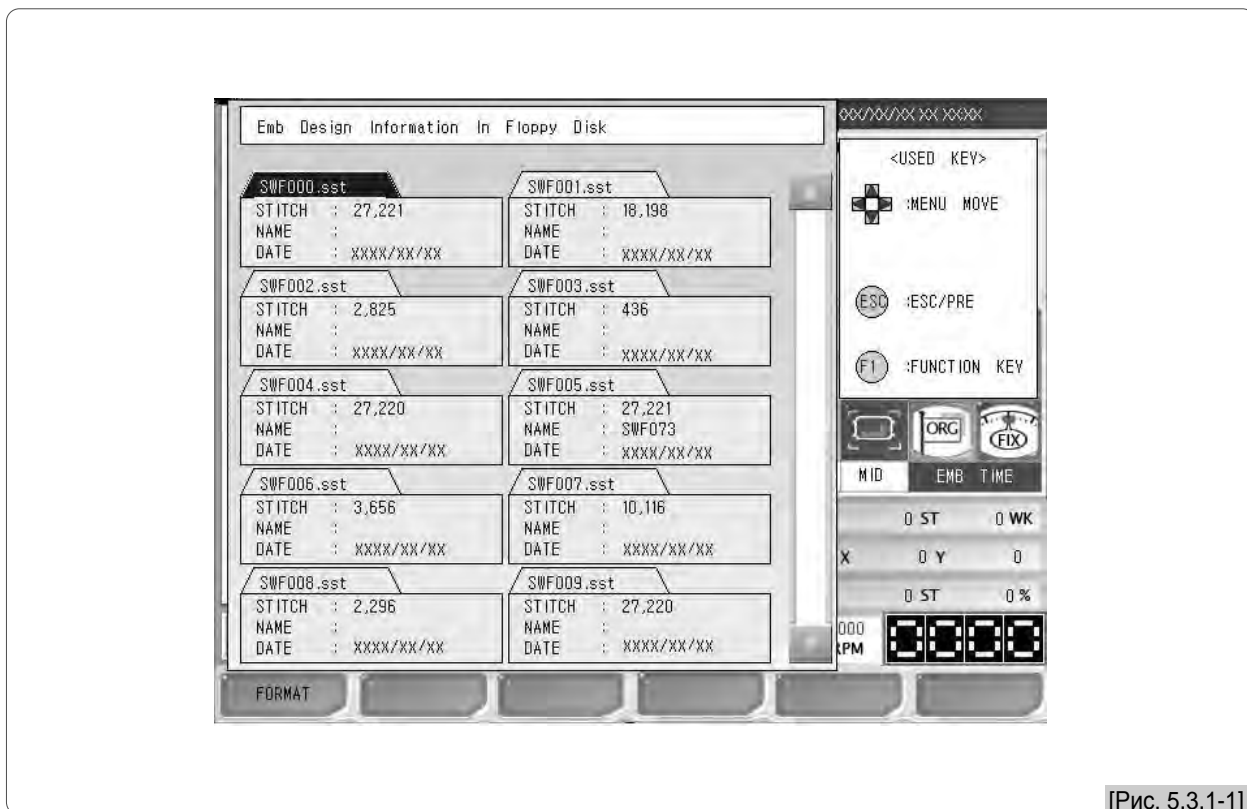 Emb Design Information In Floppy Disk
SWF000.sst
STITCH : 27,221
NAME :
DATE : XXXX/XX/XX
SWF001.sst
STITCH : 18,198
NAME :
DATE : XXXX/XX/XX
SWF002.sst
STITCH : 2,825
NAME :
DATE : XXXX/XX/XX
SWF003.sst
STITCH : 436
NAME :
DATE : XXXX/XX/XX
SWF004.sst
STITCH : 27,220
NAME :
DATE : XXXX/XX/XX
SWF005.sst
STITCH : 27,221
NAME : SWF073
DATE : XXXX/XX/XX
SWF006.sst
STITCH : 3,656
NAME :
DATE : XXXX/XX/XX
SWF007.sst
STITCH : 10,116
NAME :
DATE : XXXX/XX/XX
SWF008.sst
STITCH : 2,296
NAME :
DATE : XXXX/XX/XX
SWF009.sst
STITCH : 27,220
NAME :
DATE : XXXX/XX/XX
XXX/XX/XX XX XX:XX
<USED KEY>
:MENU MOVE
ESC :ESC/PRE
F1 :FUNCTION KEY
ORG
FIX
MID EMB TIME
0 ST 0 WK
X 0 Y 0
0 ST 0 %
000
RPM
0000
FORMAT
[Рис. 5.3.1-1]